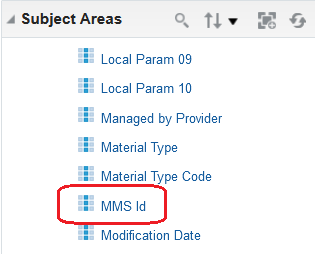 Subject Areas
Local Param 09
Local Param 10
Managed by Provider
Material Type
Material Type Code
MMS Id
Modification Date